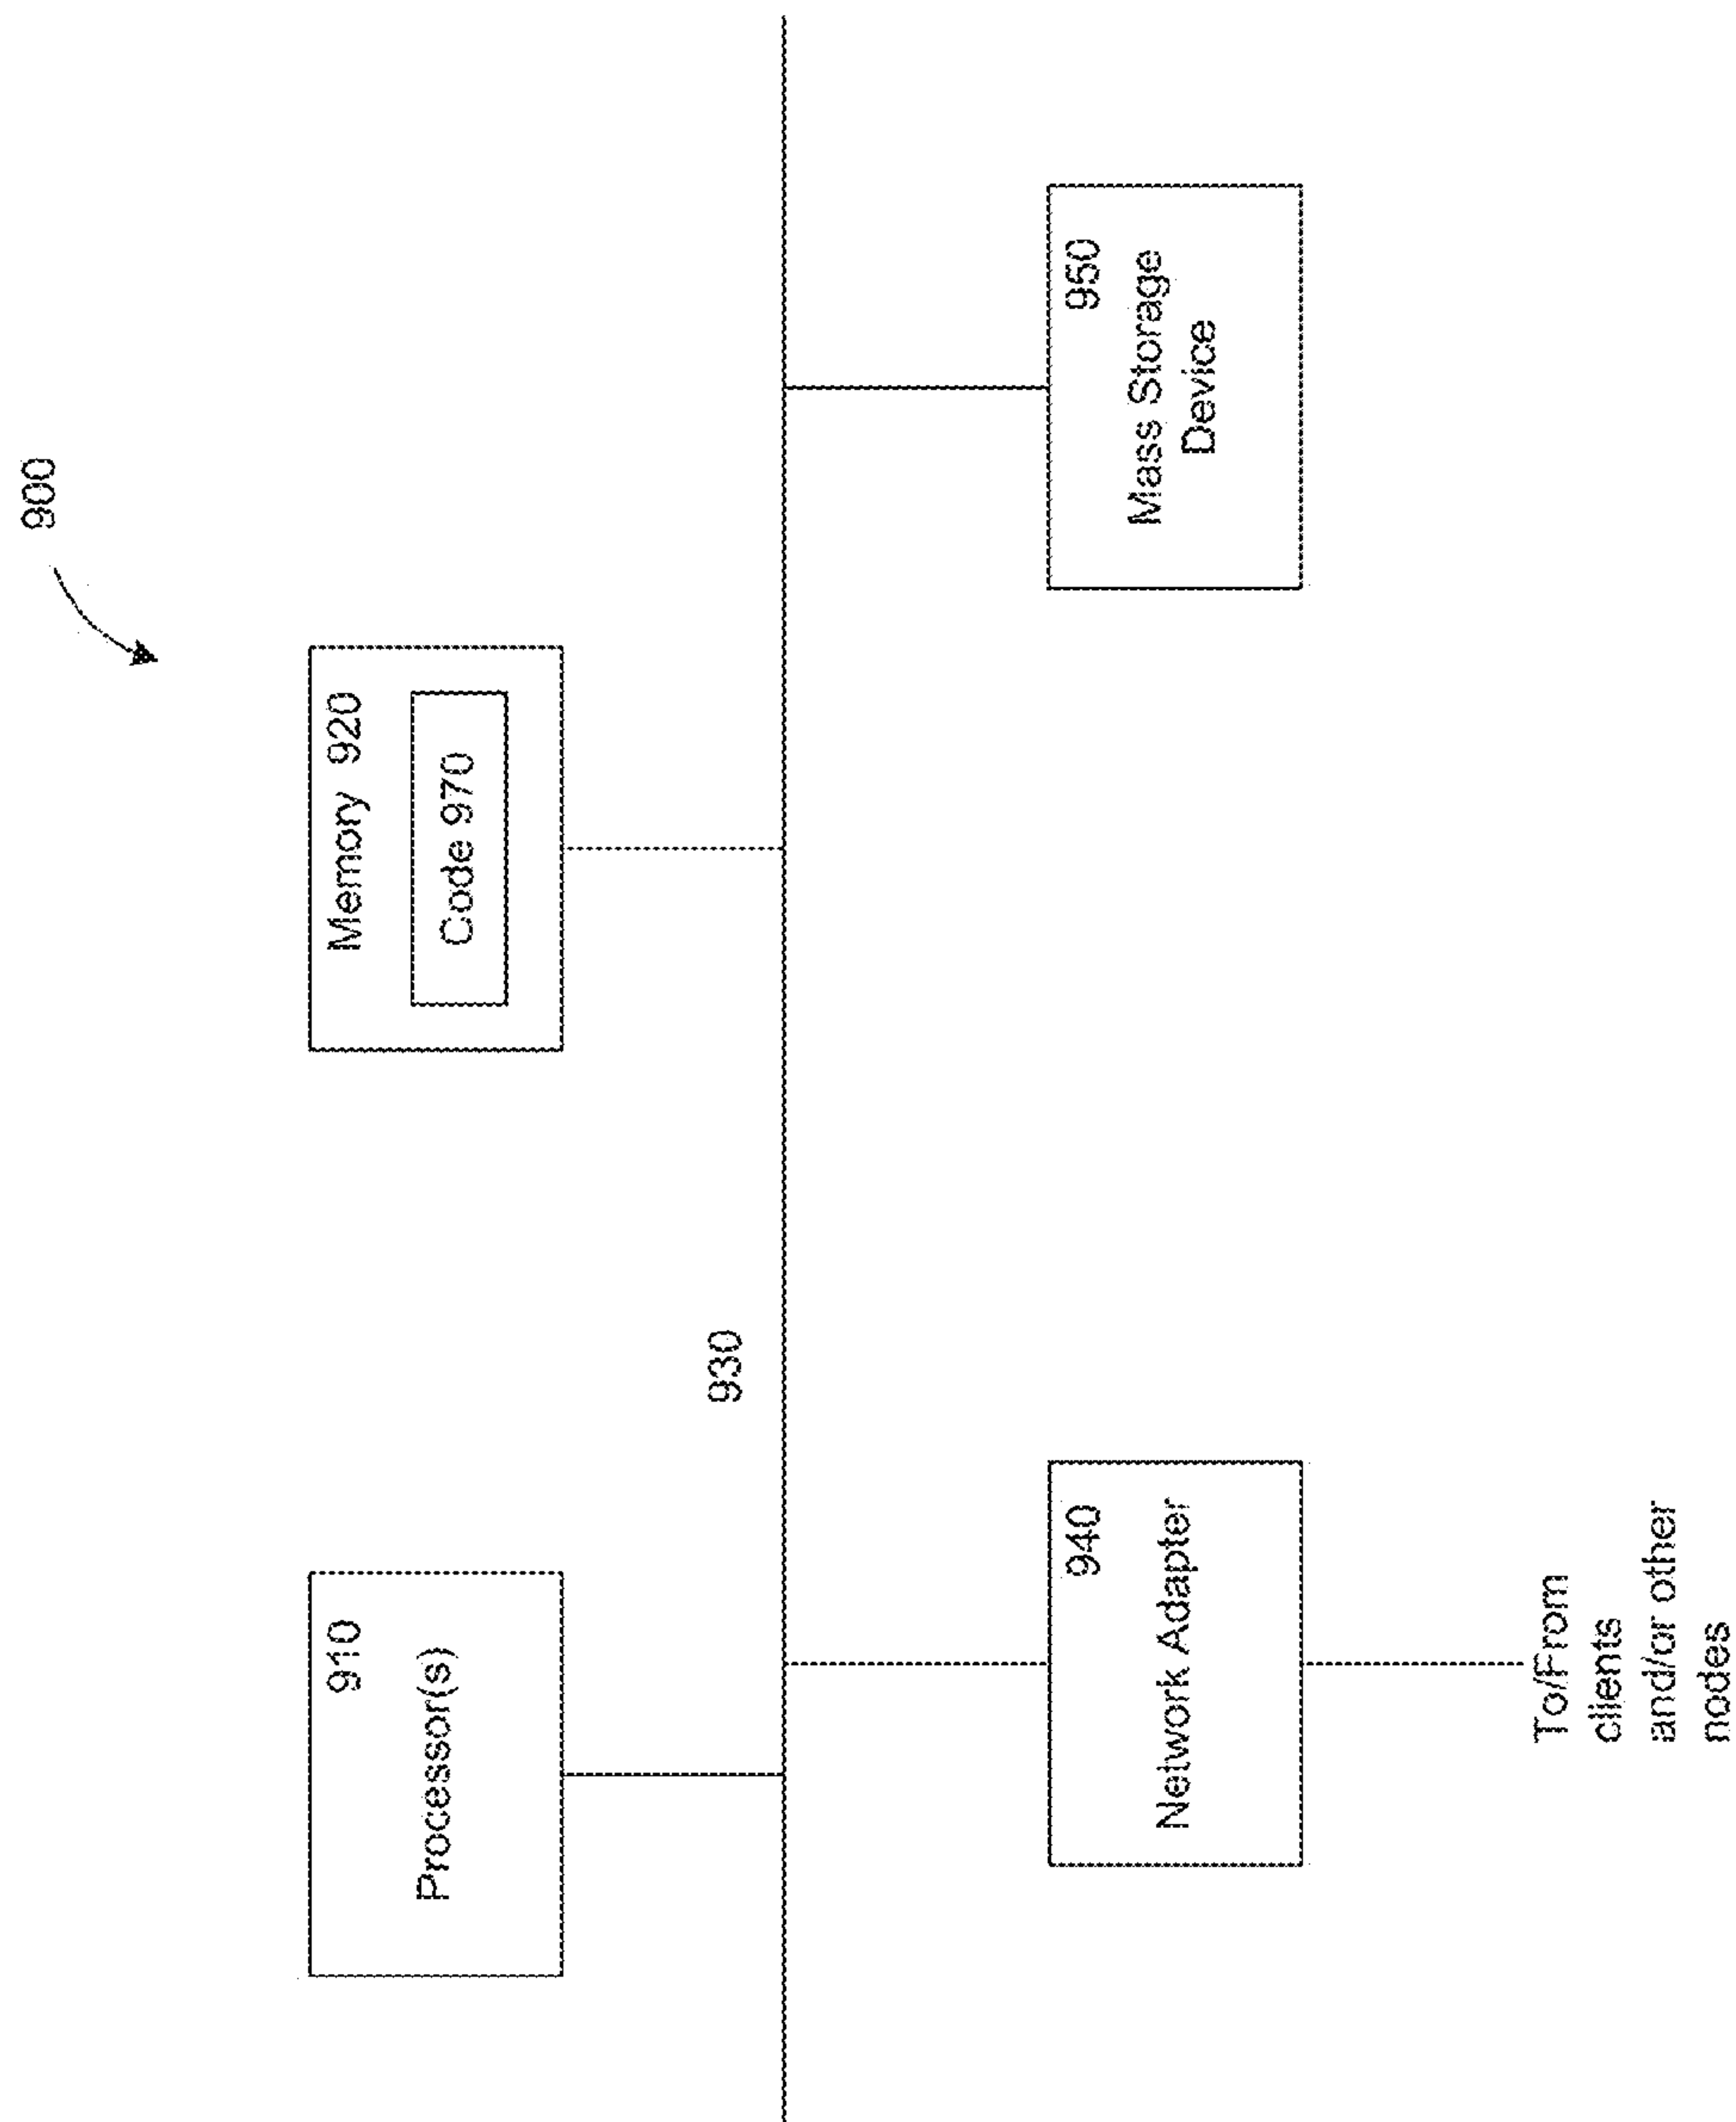 900
910
Processor(s)
Memory 920
Code 970
930
940
Network Adapter
950
Mass Storage
Device
To/From
clients
and/or other
nodes